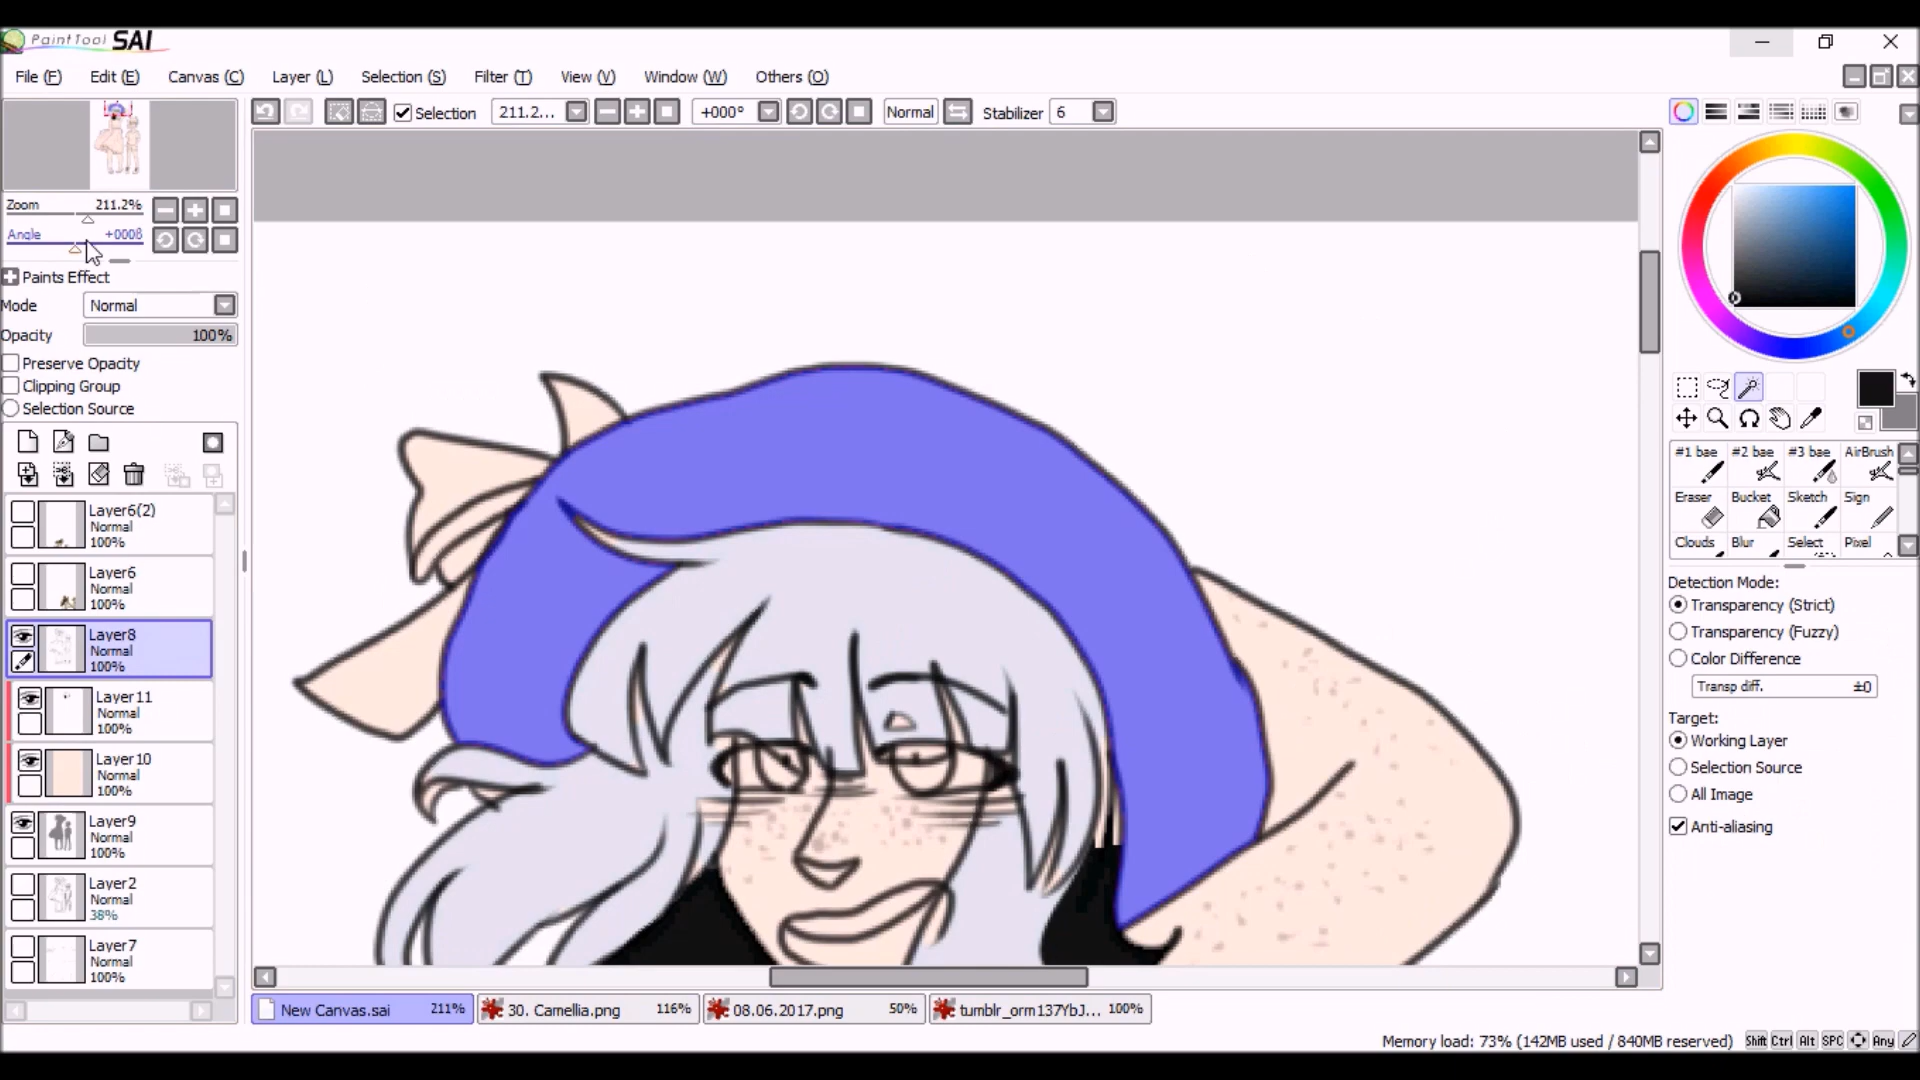 PaintTool SAI
File (F) Edit (E) Canvas (C) Layer (L) Selection (S) Filter (T) View (V) Window (W) Others (O)
Selection 211.2... +000° Normal Stabilizer 6
Zoom 211.2%
Angle +000ß
Paints Effect
Mode Normal
Opacity 100%
Preserve Opacity
Clipping Group
Selection Source
Layer6(2)
Normal
100%
Layer6
Normal
100%
Layer8
Normal
100%
Layer11
Normal
100%
Layer10
Normal
100%
Layer9
Normal
100%
Layer2
Normal
38%
Layer7
Normal
100%
#1 bae #2 bae #3 bae AirBrush
Eraser Bucket Sketch Sign
Clouds Blur Select Pixel
Detection Mode:
Transparency (Strict)
Transparency (Fuzzy)
Color Difference
Transp diff. ±0
Target:
Working Layer
Selection Source
All Image
Anti-aliasing
New Canvas.sai 211% 30. Camellia.png 116% 08.06.2017.png 50% tumblr_orm137YbJ... 100%
Memory load: 73% (142MB used / 840MB reserved) Shift Ctrl Alt SPC Any